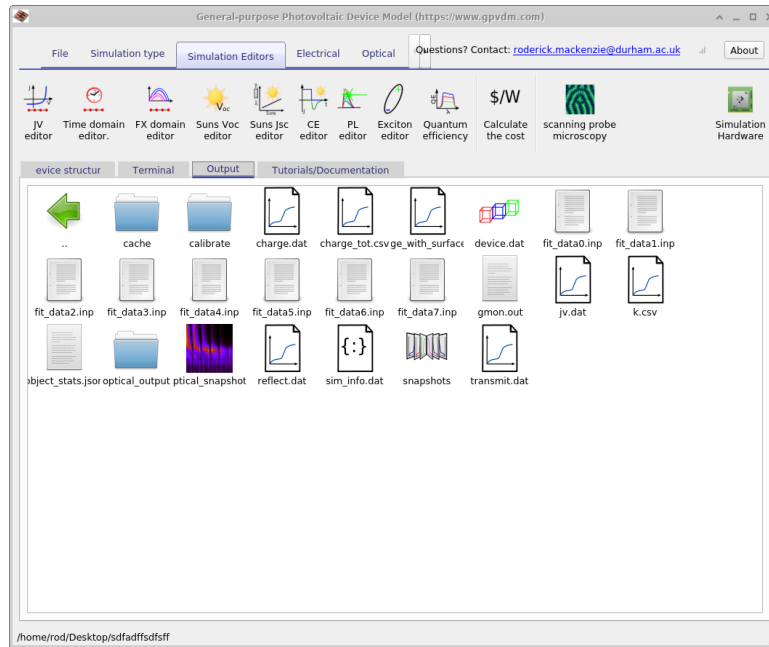 General-purpose Photovoltaic Device Model (https://www.gpvdm.com)
File Simulation type Simulation Editors Electrical Optical Questions? Contact: roderick.mackenzie@durham.ac.uk About
JV editor
Time domain editor.
FX domain editor
Suns Voc editor
Suns Jsc editor
CE editor
PL editor
Exciton editor
Quantum efficiency
$/W
Calculate the cost
scanning probe microscopy
Simulation Hardware
evice structur Terminal Output Tutorials/Documentation
.. cache calibrate charge.dat charge_tot.csv ge_with_surface device.dat fit_data0.inp fit_data1.inp
fit_data2.inp fit_data3.inp fit_data4.inp fit_data5.inp fit_data6.inp fit_data7.inp gmon.out jv.dat k.csv
object_stats.json optical_output ptical_snapshot reflect.dat sim_info.dat snapshots transmit.dat
/home/rod/Desktop/sdfadffsdfsff